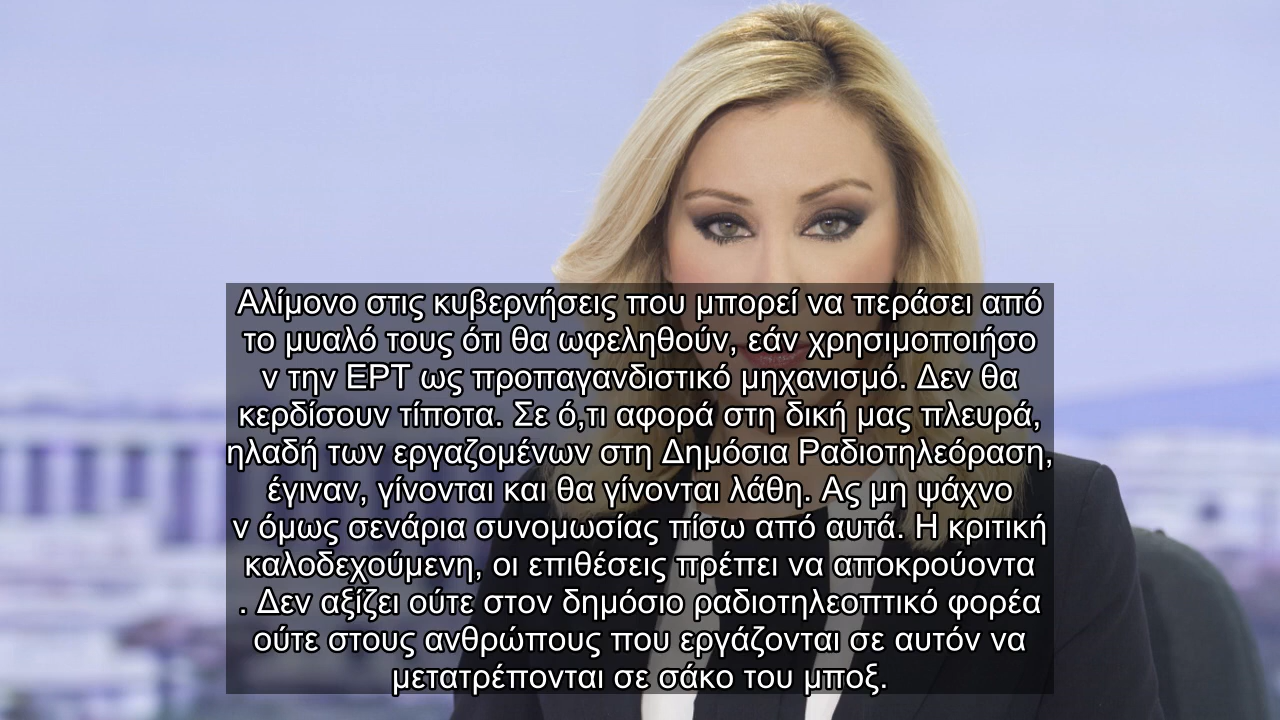 Αλίμονο στις κυβερνήσεις που μπορεί να περάσει από
το μυαλό τους ότι θα ωφεληθούν, εάν χρησιμοποιήσο
ν την ΕΡΤ ως προπαγανδιστικό μηχανισμό. Δεν θα
κερδίσουν τίποτα. Σε ό,τι αφορά στη δική μας πλευρά,
ηλαδή των εργαζομένων στη Δημόσια Ραδιοτηλεόραση,
έγιναν, γίνονται και θα γίνονται λάθη. Ας μη ψάχνο
ν όμως σενάρια συνομωσίας πίσω από αυτά. Η κριτική
καλοδεχούμενη, οι επιθέσεις πρέπει να αποκρούοντα
. Δεν αξίζει ούτε στον δημόσιο ραδιοτηλεοπτικό φορέα
ούτε στους ανθρώπους που εργάζονται σε αυτόν να
μετατρέπονται σε σάκο του μποξ.